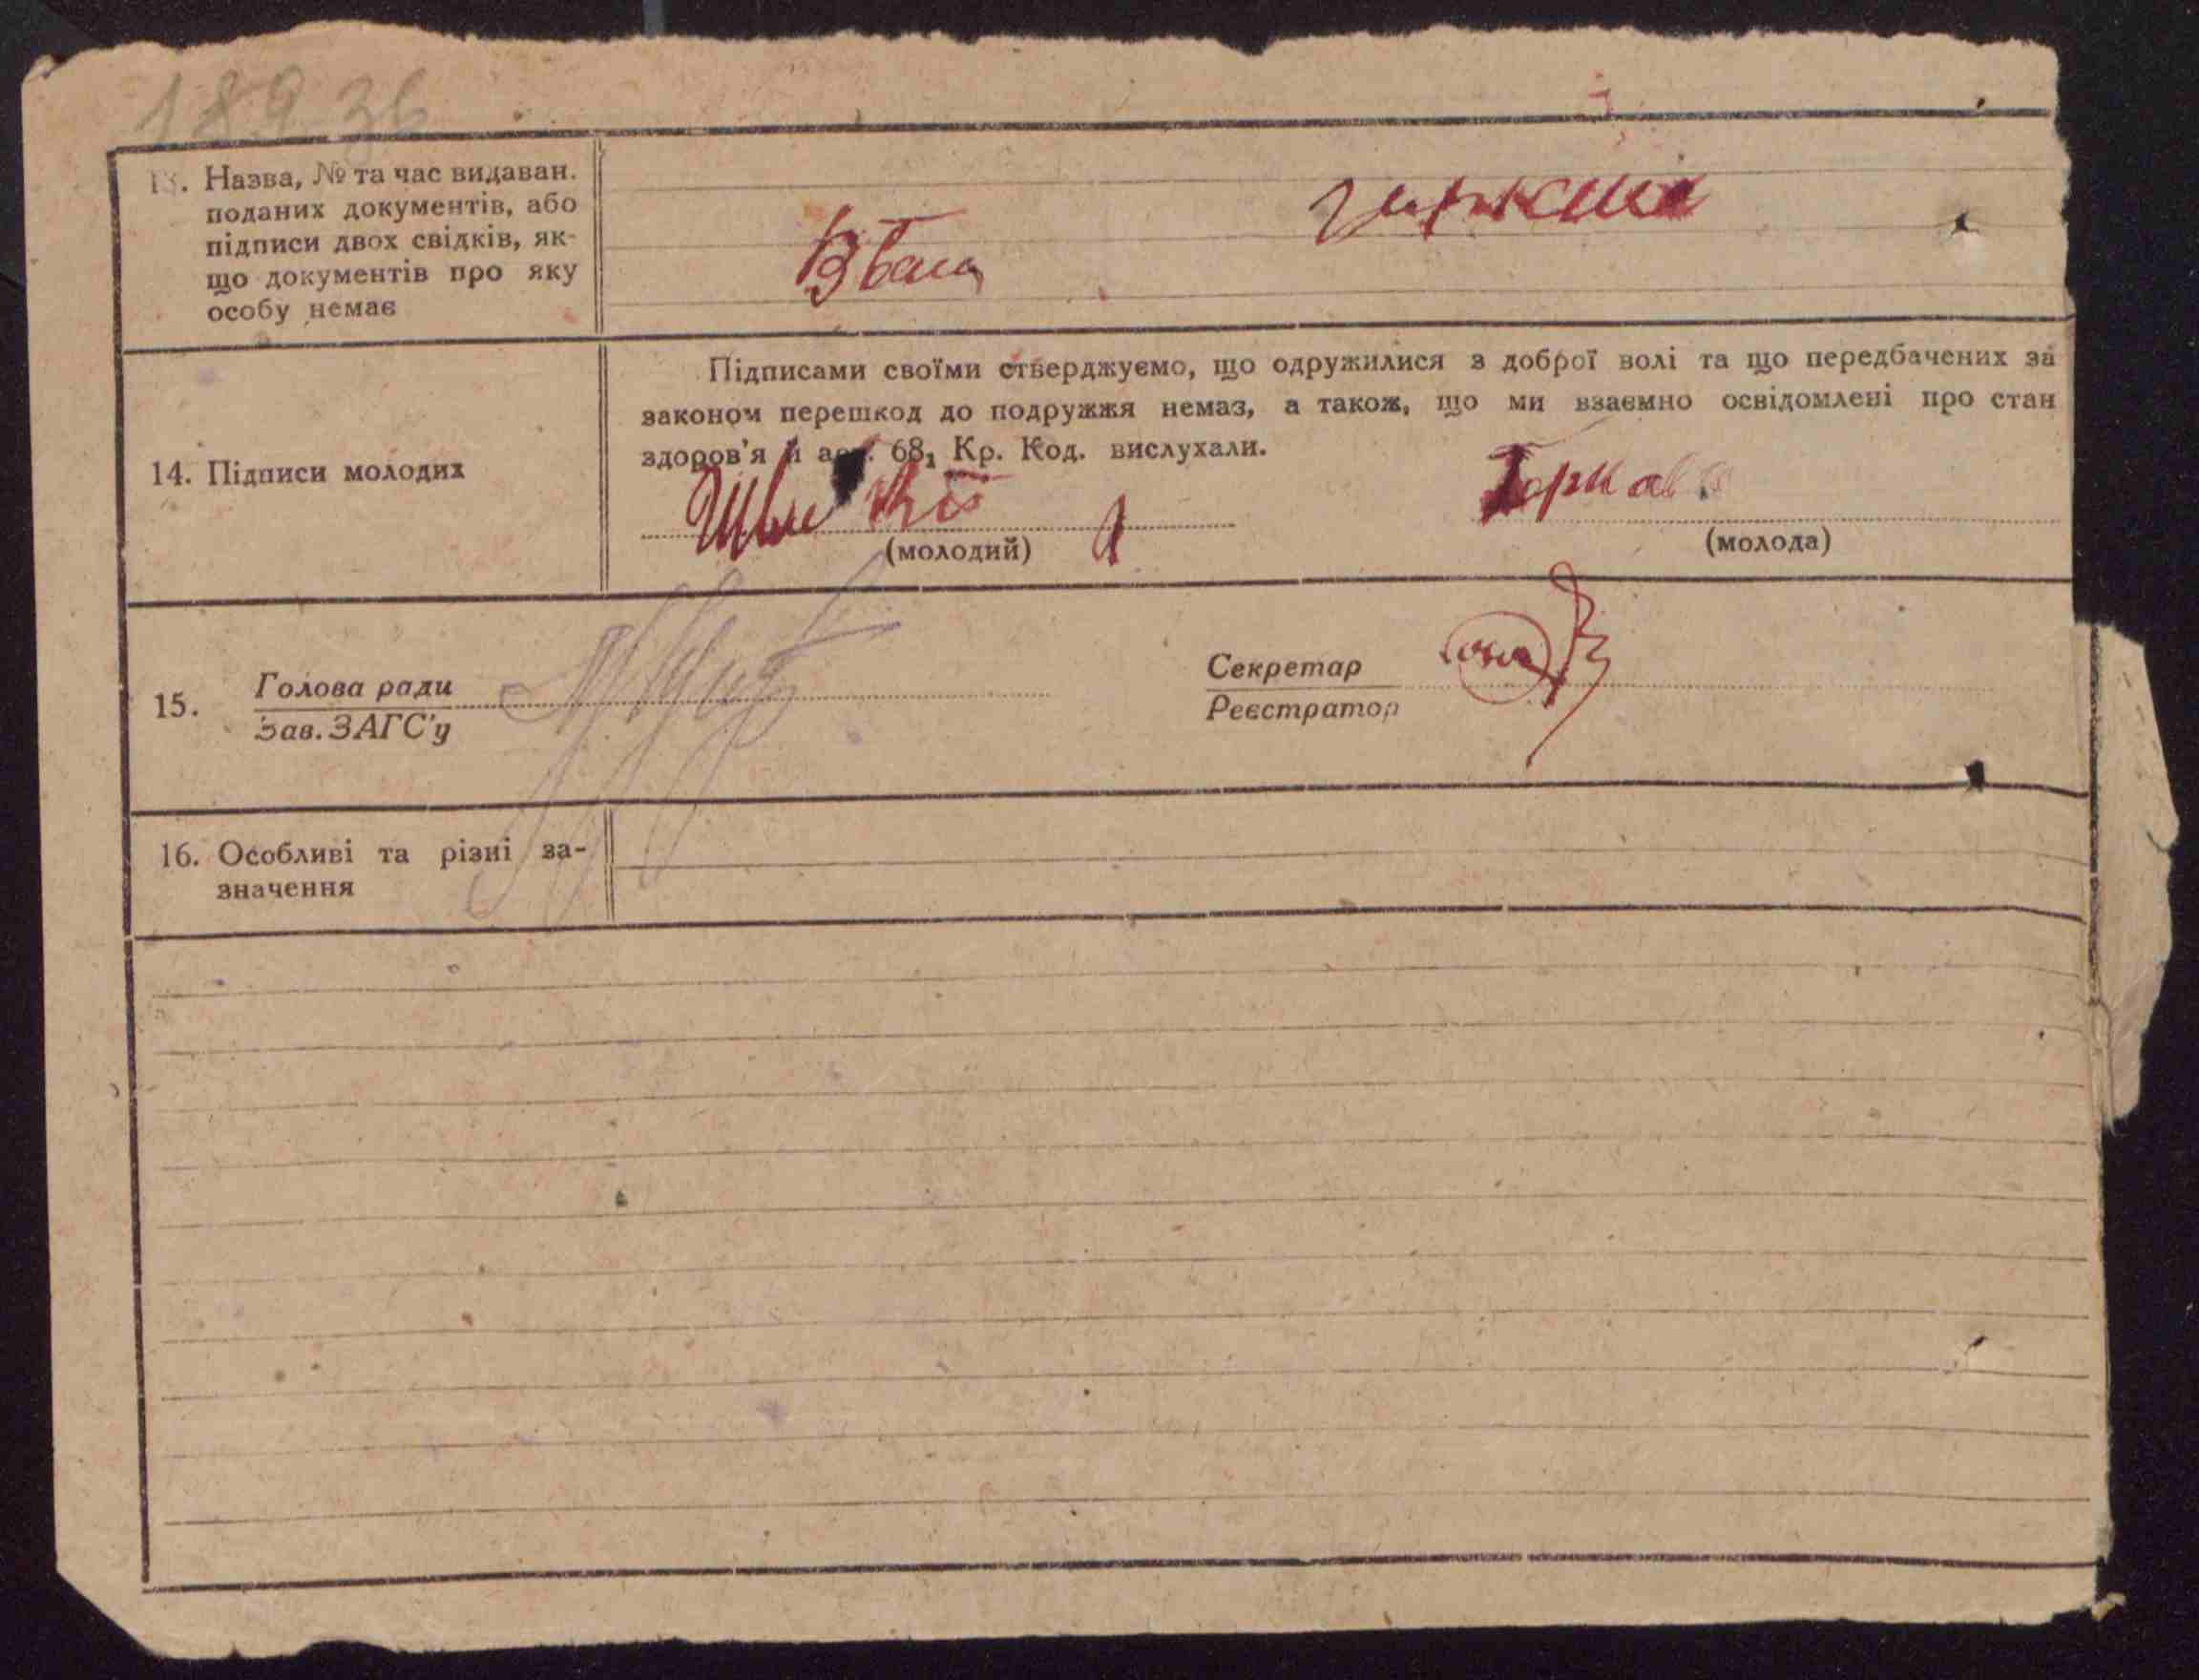 18936
13. Назва, № та час видаван.
поданих документів, або
підписи двох свідків, як-
що документів про яку
особу немає
Підписами своїми стверджуємо, що одружилися з доброї волі та що передбачених за
законом перешкод до подружжя немаз, а також, що ми взаємно освідомлені про стан
здоров'я й арт. 68, Кр. Код. вислухали.
14. Підписи молодих
(молодий)
(молода)
15. Голова ради
Зав. ЗАГС'у
Секретар
Реєстратор
16. Особливі та різні за-
значення